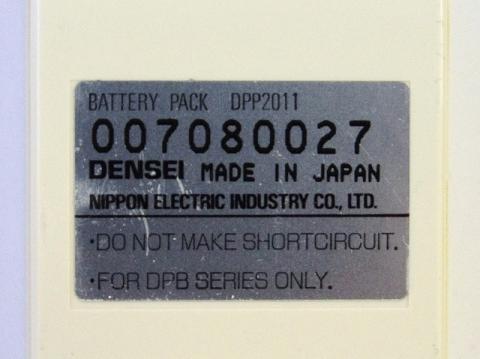 BATTERY PACK DPP2011
007080027
DENSEI MADE IN JAPAN
NIPPON ELECTRIC INDUSTRY CO., LTD.
·DO NOT MAKE SHORTCIRCUIT.
·FOR DPB SERIES ONLY.